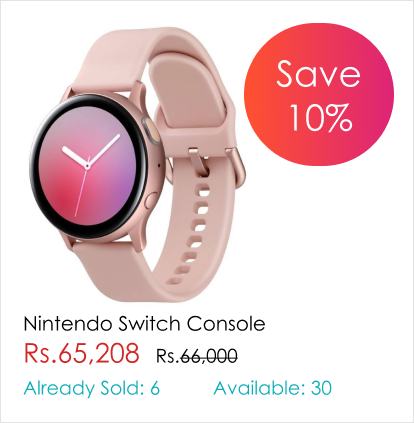 Save
10%
Nintendo Switch Console
Rs.65,208 Rs.66,000
Already Sold: 6 Available: 30